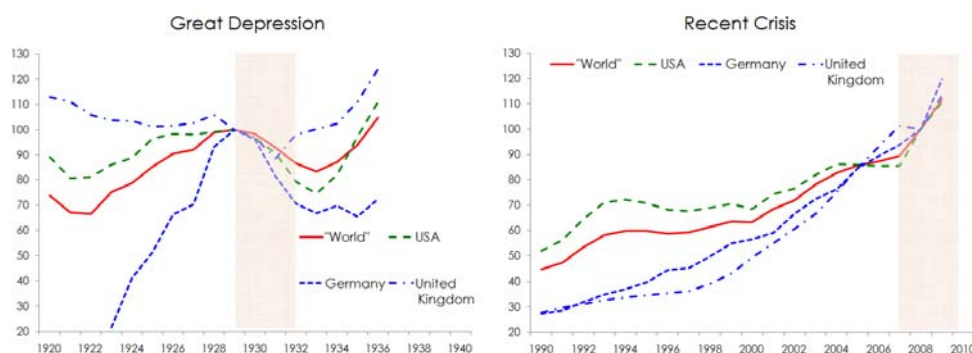 Great Depression
130
120
110
100
90
80
70
60
50
40
30
20
"World"
USA
Germany
United
Kingdom
1920 1922 1924 1926 1928 1930 1932 1934 1936 1938 1940
Recent Crisis
130
120
110
100
90
80
70
60
50
40
30
20
"World"
USA
Germany
United
Kingdom
1990 1992 1994 1996 1998 2000 2002 2004 2006 2008 2010